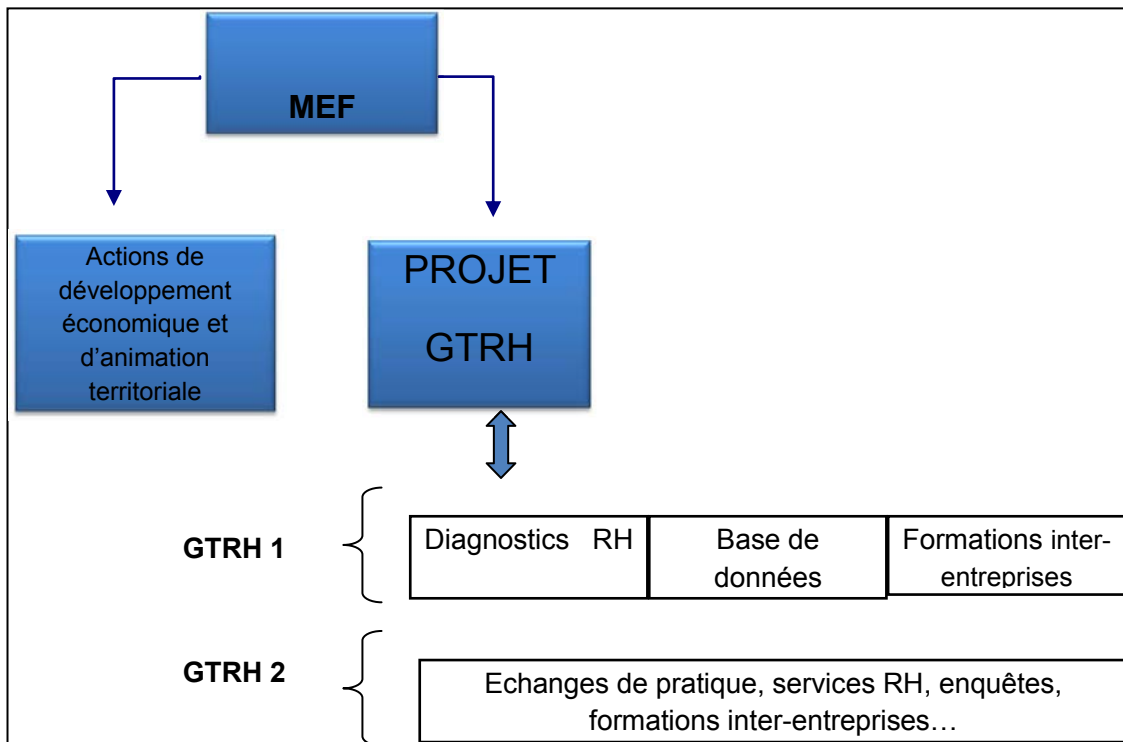 MEF
Actions de
développement
économique et
d’animation
territoriale
PROJET
GTRH
GTRH 1
Diagnostics RH
Base de
données
Formations inter-
entreprises
GTRH 2
Echanges de pratique, services RH, enquêtes,
formations inter-entreprises…